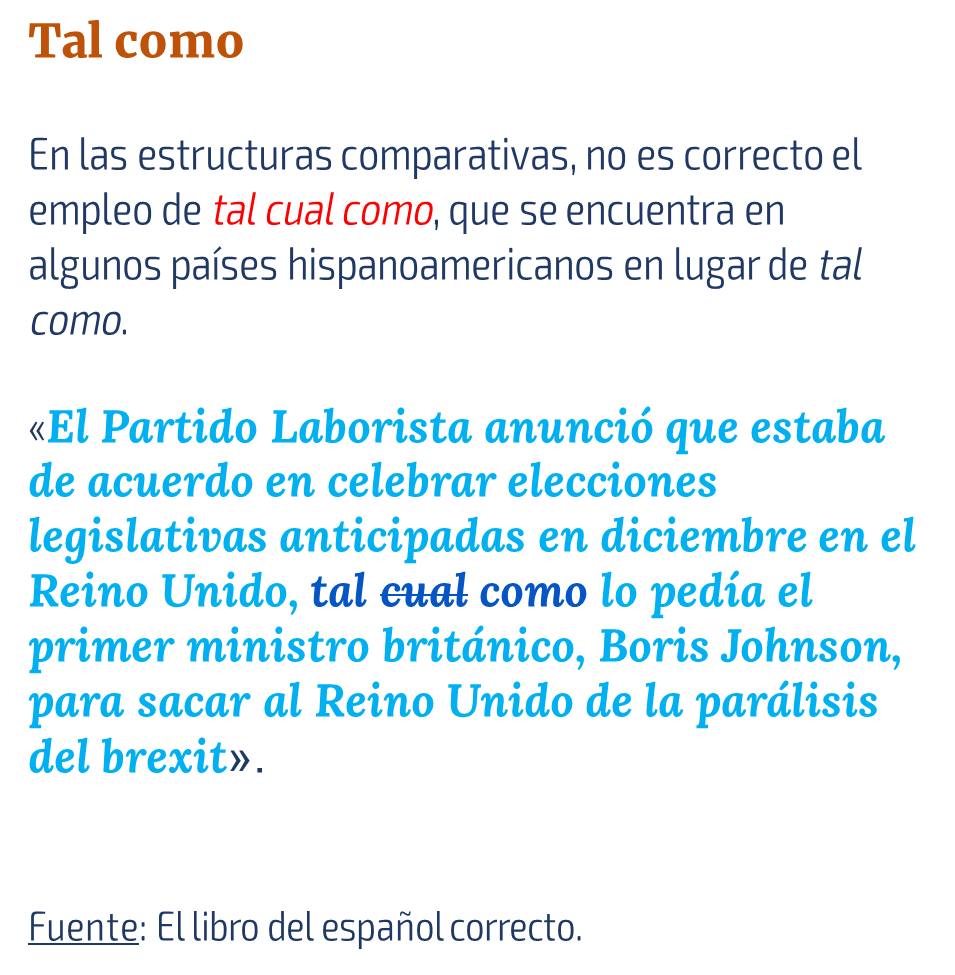 Tal como
En las estructuras comparativas, no es correcto el
empleo de tal cual como, que se encuentra en
algunos países hispanoamericanos en lugar de tal
como.
«El Partido Laborista anunció que estaba
de acuerdo en celebrar elecciones
legislativas anticipadas en diciembre en el
Reino Unido, tal cual como lo pedía el
primer ministro británico, Boris Johnson,
para sacar al Reino Unido de la parálisis
del brexit».
Fuente: El libro del español correcto.